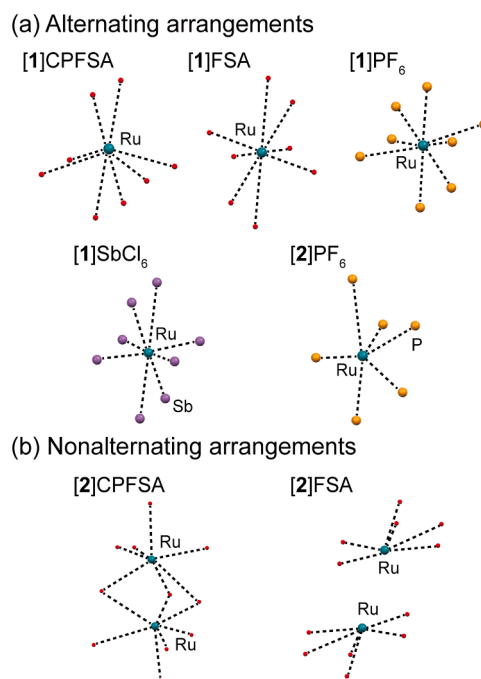 (a) Alternating arrangements
[1]CPFSA [1]FSA [1]PF6
Ru Ru Ru
[1]SbCl6 [2]PF6
Ru
P
Ru
Sb
(b) Nonalternating arrangements
[2]CPFSA [2]FSA
Ru
Ru
Ru
Ru